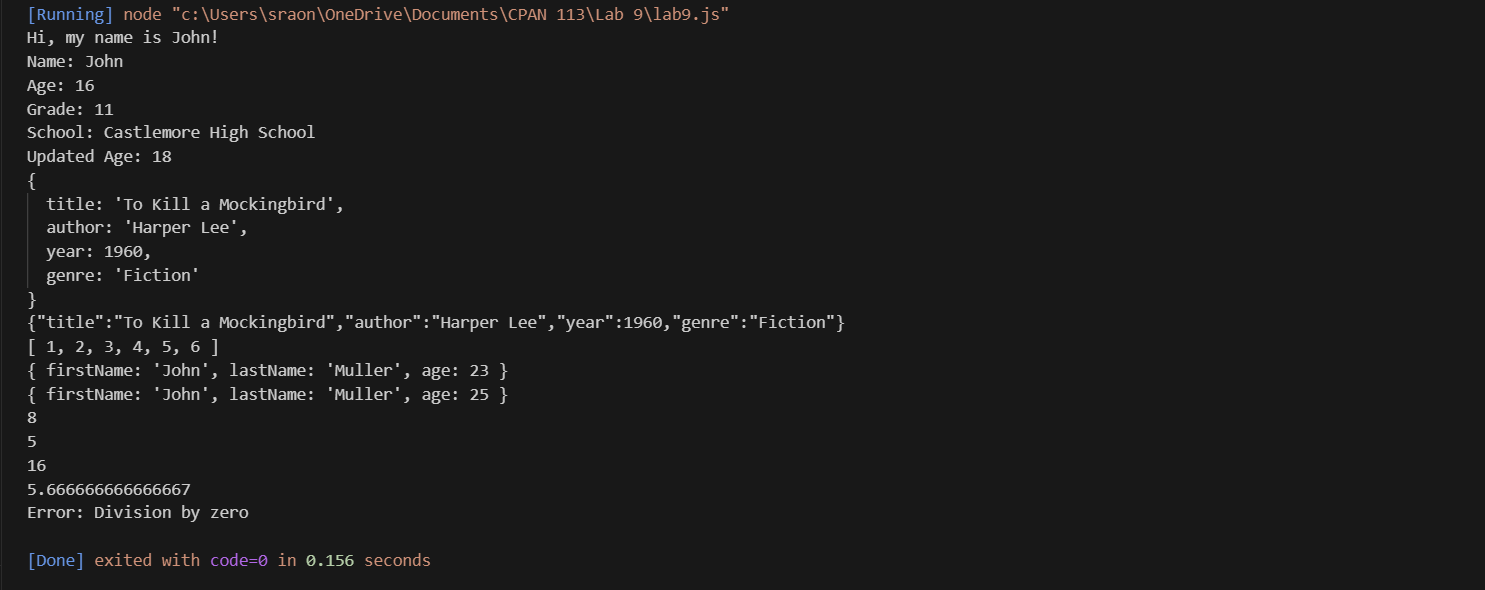 [Running] node "c:\Users\sraon\OneDrive\Documents\CPAN 113\Lab 9\lab9.js"
Hi, my name is John!
Name: John
Age: 16
Grade: 11
School: Castlemore High School
Updated Age: 18
{
  title: 'To Kill a Mockingbird',
  author: 'Harper Lee',
  year: 1960,
  genre: 'Fiction'
}
{"title":"To Kill a Mockingbird","author":"Harper Lee","year":1960,"genre":"Fiction"}
[ 1, 2, 3, 4, 5, 6 ]
{ firstName: 'John', lastName: 'Muller', age: 23 }
{ firstName: 'John', lastName: 'Muller', age: 25 }
8
5
16
5.666666666666667
Error: Division by zero
[Done] exited with code=0 in 0.156 seconds